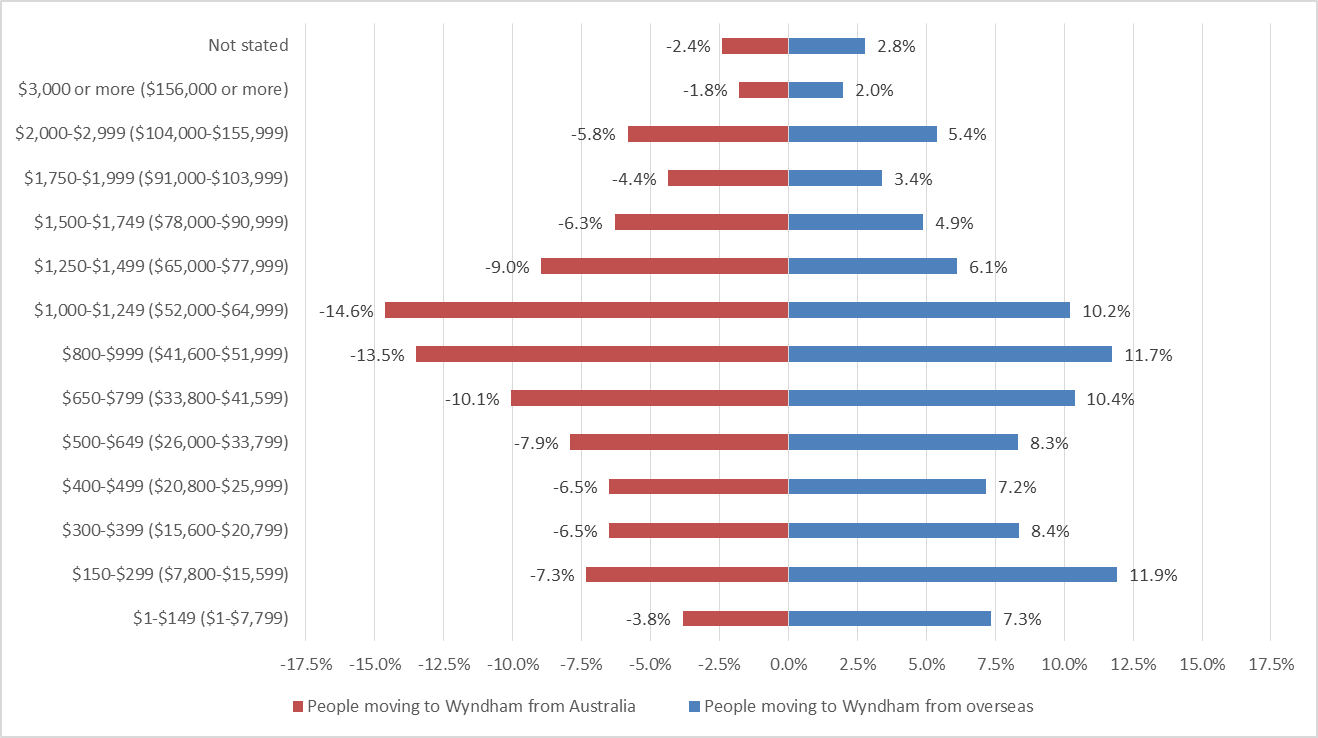 Not stated -2.4% 2.8%
$3,000 or more ($156,000 or more) -1.8% 2.0%
$2,000-$2,999 ($104,000-$155,999) -5.8% 5.4%
$1,750-$1,999 ($91,000-$103,999) -4.4% 3.4%
$1,500-$1,749 ($78,000-$90,999) -6.3% 4.9%
$1,250-$1,499 ($65,000-$77,999) -9.0% 6.1%
$1,000-$1,249 ($52,000-$64,999) -14.6% 10.2%
$800-$999 ($41,600-$51,999) -13.5% 11.7%
$650-$799 ($33,800-$41,599) -10.1% 10.4%
$500-$649 ($26,000-$33,799) -7.9% 8.3%
$400-$499 ($20,800-$25,999) -6.5% 7.2%
$300-$399 ($15,600-$20,799) -6.5% 8.4%
$150-$299 ($7,800-$15,599) -7.3% 11.9%
$1-$149 ($1-$7,799) -3.8% 7.3%
-17.5% -15.0% -12.5% -10.0% -7.5% -5.0% -2.5% 0.0% 2.5% 5.0% 7.5% 10.0% 12.5% 15.0% 17.5%
People moving to Wyndham from Australia People moving to Wyndham from overseas